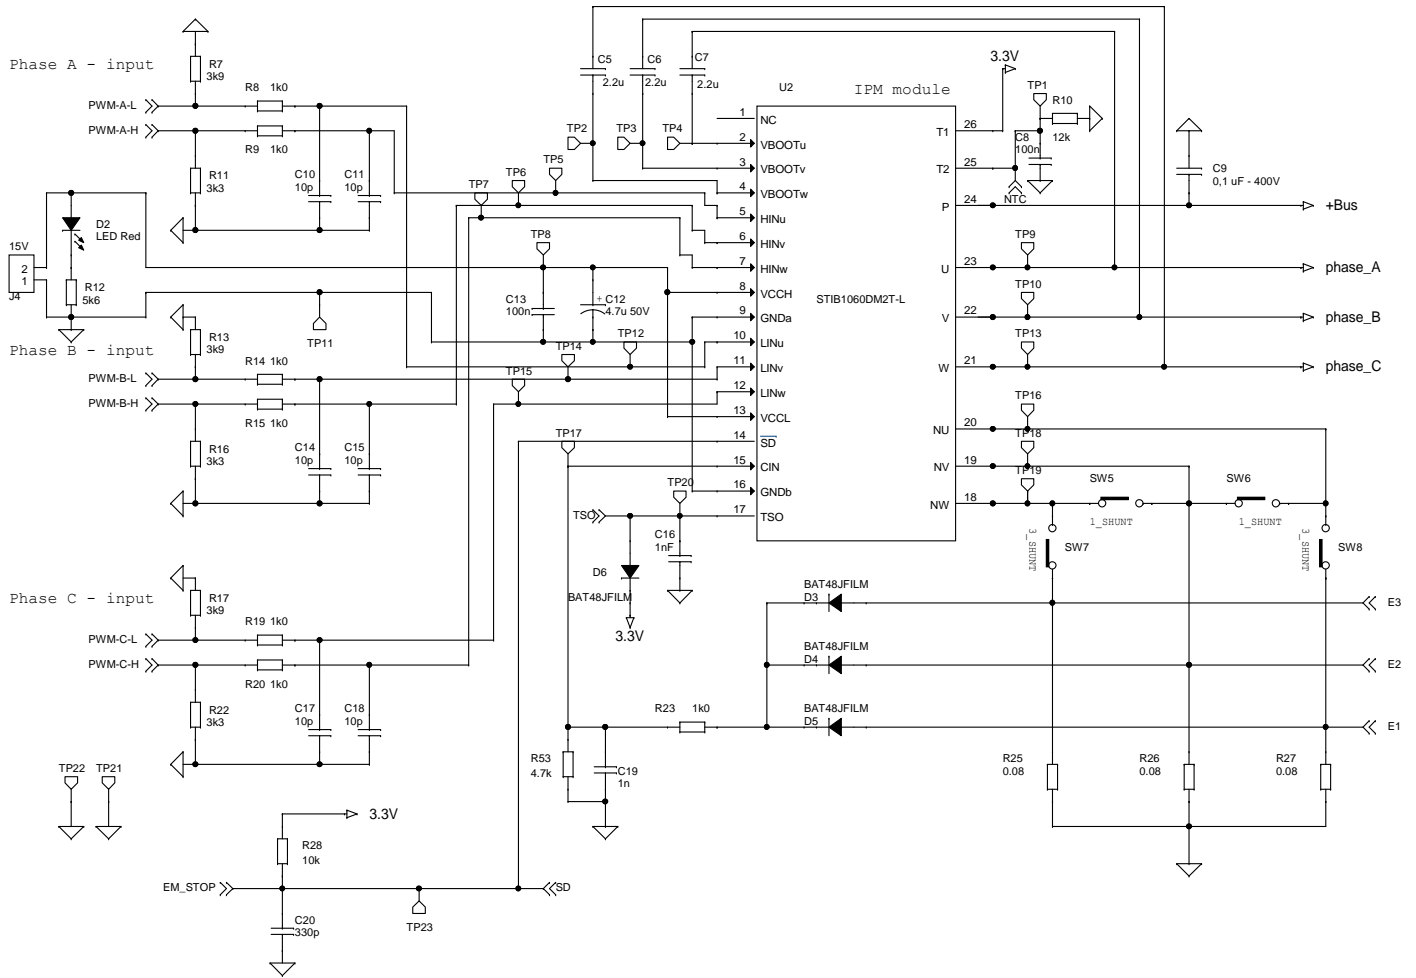 Phase A - input
R7
3k9
PWM-A-L
R8 1k0
PWM-A-H
R9 1k0
R11
3k3
C10
10p
C11
10p
15V
2
1
J4
D2
LED Red
R12
5k6
TP11
Phase B - input
R13
3k9
PWM-B-L
R14 1k0
PWM-B-H
R15 1k0
R16
3k3
C14
10p
C15
10p
Phase C - input
R17
3k9
PWM-C-L
R19 1k0
PWM-C-H
R20 1k0
R22
3k3
C17
10p
C18
10p
TP22
TP21
3.3V
R28
10k
EM_STOP
SD
TP23
C20
330p
C5
2.2u
C6
2.2u
C7
2.2u
TP2
TP3
TP4
TP5
TP6
TP7
TP8
C13
100n
+
C12
4.7u 50V
TP12
TP14
TP15
TP17
TP20
TSO
C16
1nF
D6
BAT48JFILM
3.3V
U2
IPM module
STIB1060DM2T-L
1 NC
2 VBOOTu
3 VBOOTv
4 VBOOTw
5 HINu
6 HINv
7 HINw
8 VCCH
9 GNDa
10 LINu
11 LINv
12 LINw
13 VCCL
14 SD
15 CIN
16 GNDb
17 TSO
T1 26
T2 25
P 24
U 23
V 22
W 21
NU 20
NV 19
NW 18
3.3V
TP1
R10
12k
C8
100n
NTC
C9
0,1 uF - 400V
+Bus
TP9
phase_A
TP10
phase_B
TP13
phase_C
TP16
TP18
TP19
SW5
1_SHUNT
SW6
1_SHUNT
3_SHUNT
SW7
3_SHUNT
SW8
BAT48JFILM
D3
E3
BAT48JFILM
D4
E2
BAT48JFILM
D5
E1
R23 1k0
R53
4.7k
C19
1n
R25
0.08
R26
0.08
R27
0.08